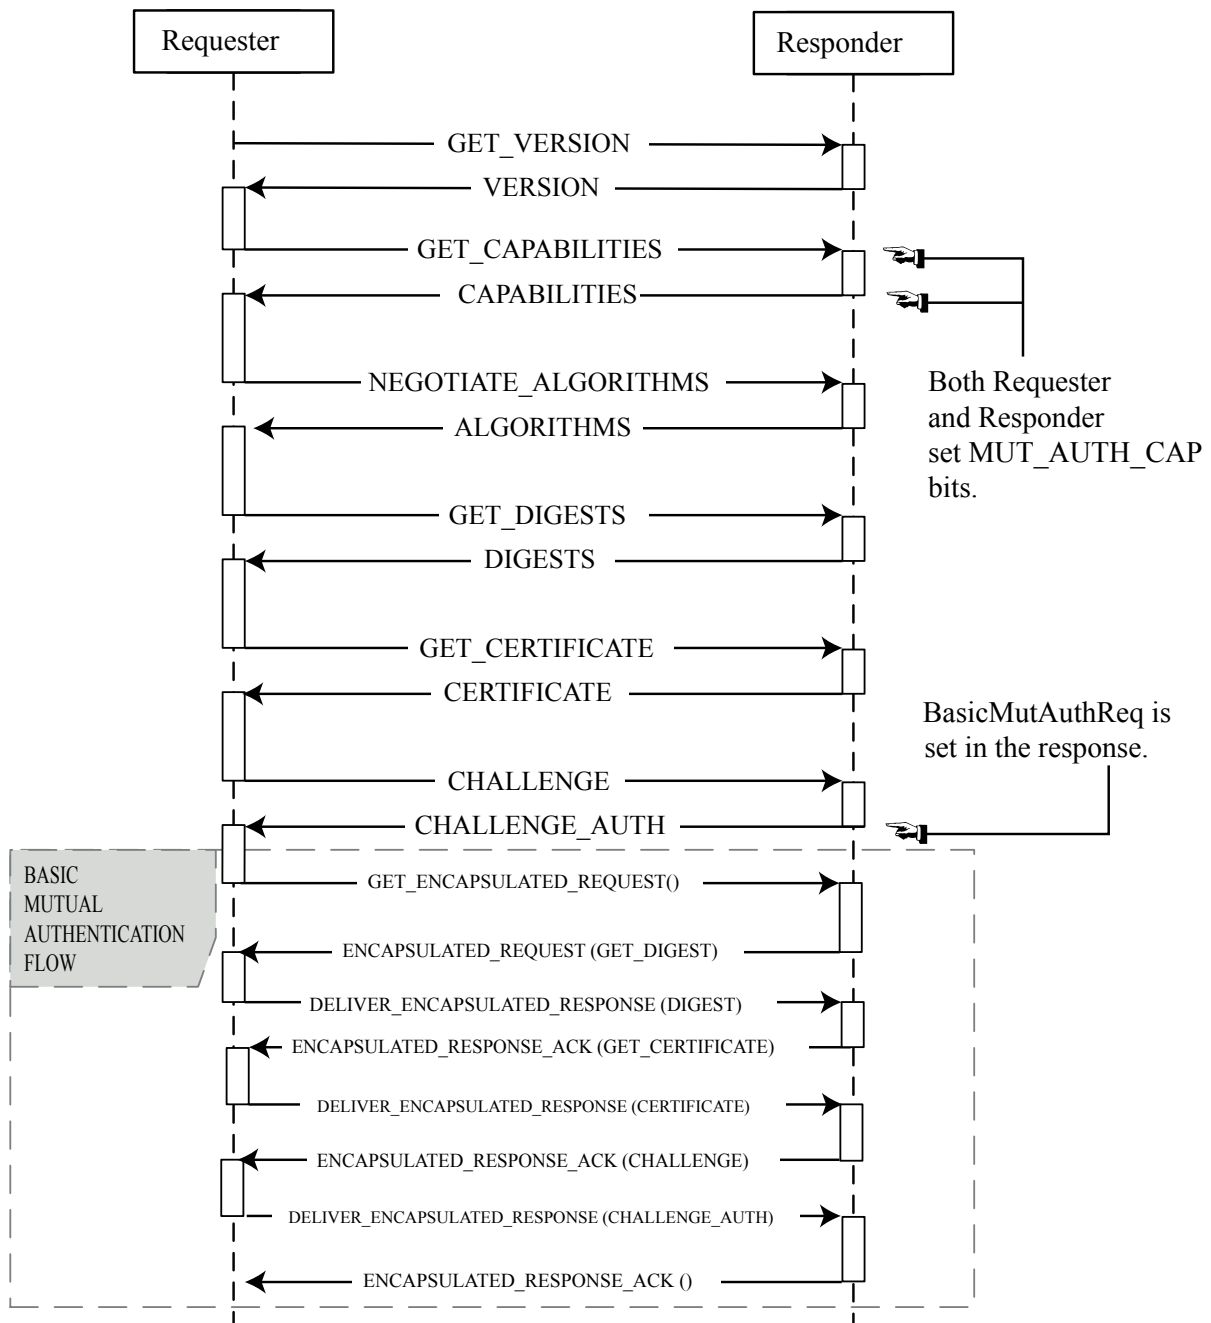 Requester
Responder
GET_VERSION
VERSION
GET_CAPABILITIES
CAPABILITIES
NEGOTIATE_ALGORITHMS
ALGORITHMS
Both Requester
and Responder
set MUT_AUTH_CAP
bits.
GET_DIGESTS
DIGESTS
GET_CERTIFICATE
CERTIFICATE
BasicMutAuthReq is
set in the response.
CHALLENGE
CHALLENGE_AUTH
BASIC
MUTUAL
AUTHENTICATION
FLOW
GET_ENCAPSULATED_REQUEST()
ENCAPSULATED_REQUEST (GET_DIGEST)
DELIVER_ENCAPSULATED_RESPONSE (DIGEST)
ENCAPSULATED_RESPONSE_ACK (GET_CERTIFICATE)
DELIVER_ENCAPSULATED_RESPONSE (CERTIFICATE)
ENCAPSULATED_RESPONSE_ACK (CHALLENGE)
DELIVER_ENCAPSULATED_RESPONSE (CHALLENGE_AUTH)
ENCAPSULATED_RESPONSE_ACK ()